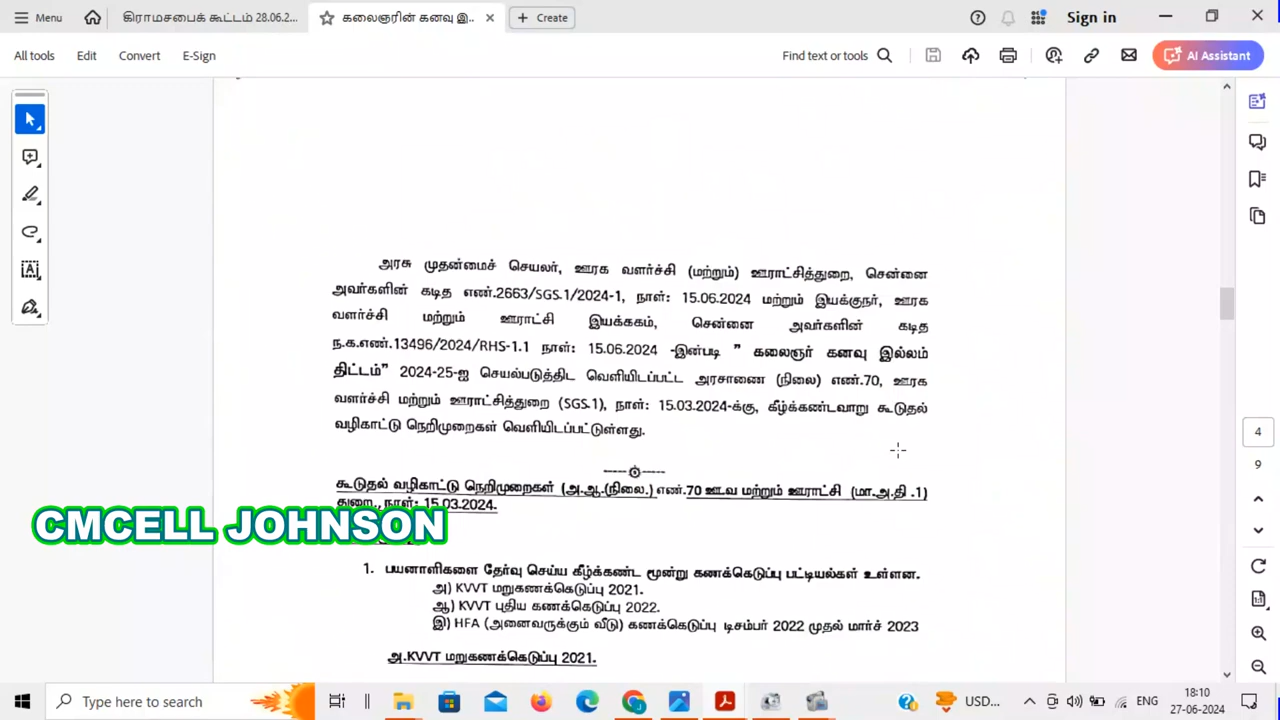 Menu
கிராமசபைக் கூட்டம் 28.06.2...
கலைஞரின் கனவு இ...
Create
Sign in
All tools
Edit
Convert
E-Sign
Find text or tools
AI Assistant
அரசு முதன்மைச் செயலர், ஊரக வளர்ச்சி (மற்றும்) ஊராட்சித்துறை, சென்னை
அவர்களின் கடித எண்.2663/SGS.1/2024-1, நாள்: 15.06.2024 மற்றும் இயக்குநர், ஊரக
வளர்ச்சி மற்றும் ஊராட்சி இயக்ககம், சென்னை அவர்களின் கடித
ந.க.எண்.13496/2024/RHS-1.1 நாள்: 15.06.2024 -இன்படி " கலைஞர் கனவு இல்லம்
திட்டம்" 2024-25-ஐ செயல்படுத்திட வெளியிடப்பட்ட அரசாணை (நிலை) எண்.70, ஊரக
வளர்ச்சி மற்றும் ஊராட்சித்துறை (SGS.1), நாள்: 15.03.2024-க்கு, கீழ்க்கண்டவாறு கூடுதல்
வழிகாட்டு நெறிமுறைகள் வெளியிடப்பட்டுள்ளது.
கூடுதல் வழிகாட்டு நெறிமுறைகள் (அ.ஆ.(நிலை.) எண்.70 ஊ.வ மற்றும் ஊராட்சி (மா.அ.தி .1)
துறை., நாள்: 15.03.2024.
CMCELL JOHNSON
1. பயனாளிகளை தேர்வு செய்ய கீழ்க்கண்ட மூன்று கணக்கெடுப்பு பட்டியல்கள் உள்ளன.
அ) KVVT மறுகணக்கெடுப்பு 2021.
ஆ) KVVT புதிய கணக்கெடுப்பு 2022.
இ) HFA (அனைவருக்கும் வீடு) கணக்கெடுப்பு டிசம்பர் 2022 முதல் மார்ச் 2023
அ.KVVT மறுகணக்கெடுப்பு 2021.
4
9
Type here to search
USD...
ENG
18:10
27-06-2024